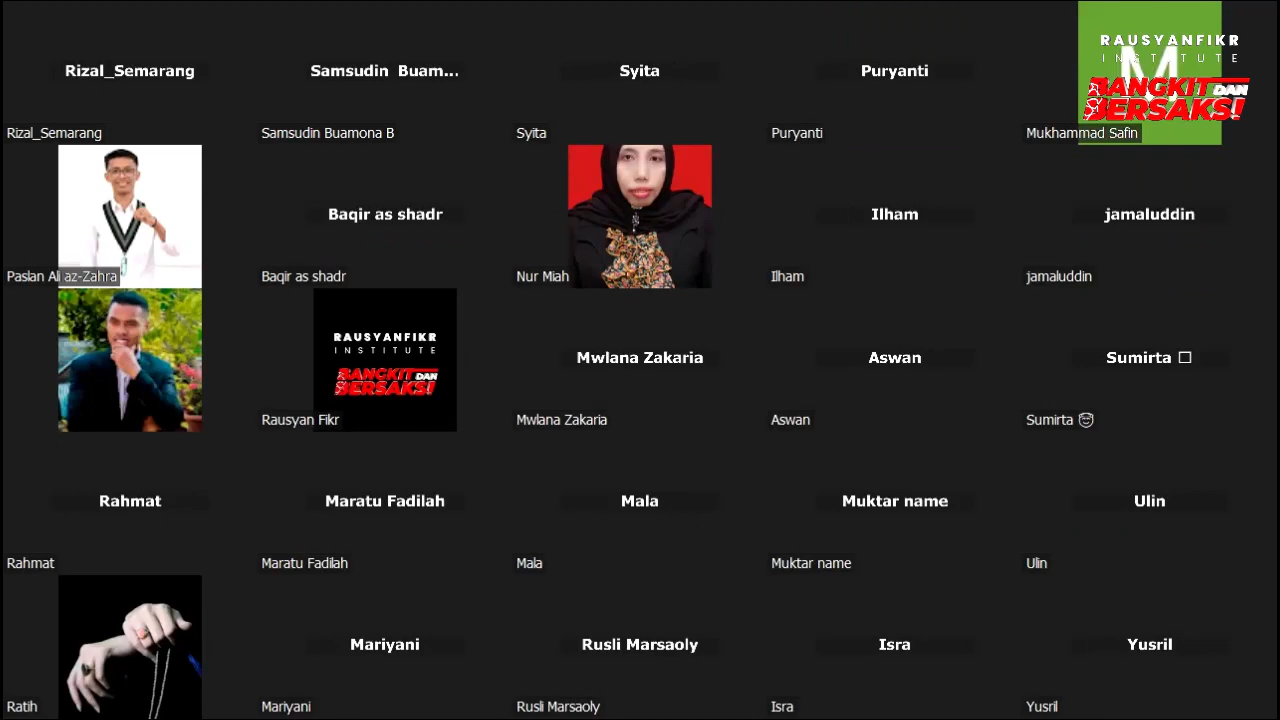 Rizal_Semarang
Samsudin Buam...
Syita
Puryanti
RAUSYANFIKR
INSTITUTE
M
BANGKIT DAN
BERSAKSI!
Rizal_Semarang
Samsudin Buamona B
Syita
Puryanti
Mukhammad Safin
Baqir as shadr
Ilham
jamaluddin
Paslan Ali az-Zahra
Baqir as shadr
Nur Miah
Ilham
jamaluddin
RAUSYANFIKR
INSTITUTE
BANGKIT DAN
BERSAKSI!
Mwlana Zakaria
Aswan
Sumirta □
Rausyan Fikr
Mwlana Zakaria
Aswan
Sumirta 😇
Rahmat
Maratu Fadilah
Mala
Muktar name
Ulin
Rahmat
Maratu Fadilah
Mala
Muktar name
Ulin
Mariyani
Rusli Marsaoly
Isra
Yusril
Ratih
Mariyani
Rusli Marsaoly
Isra
Yusril